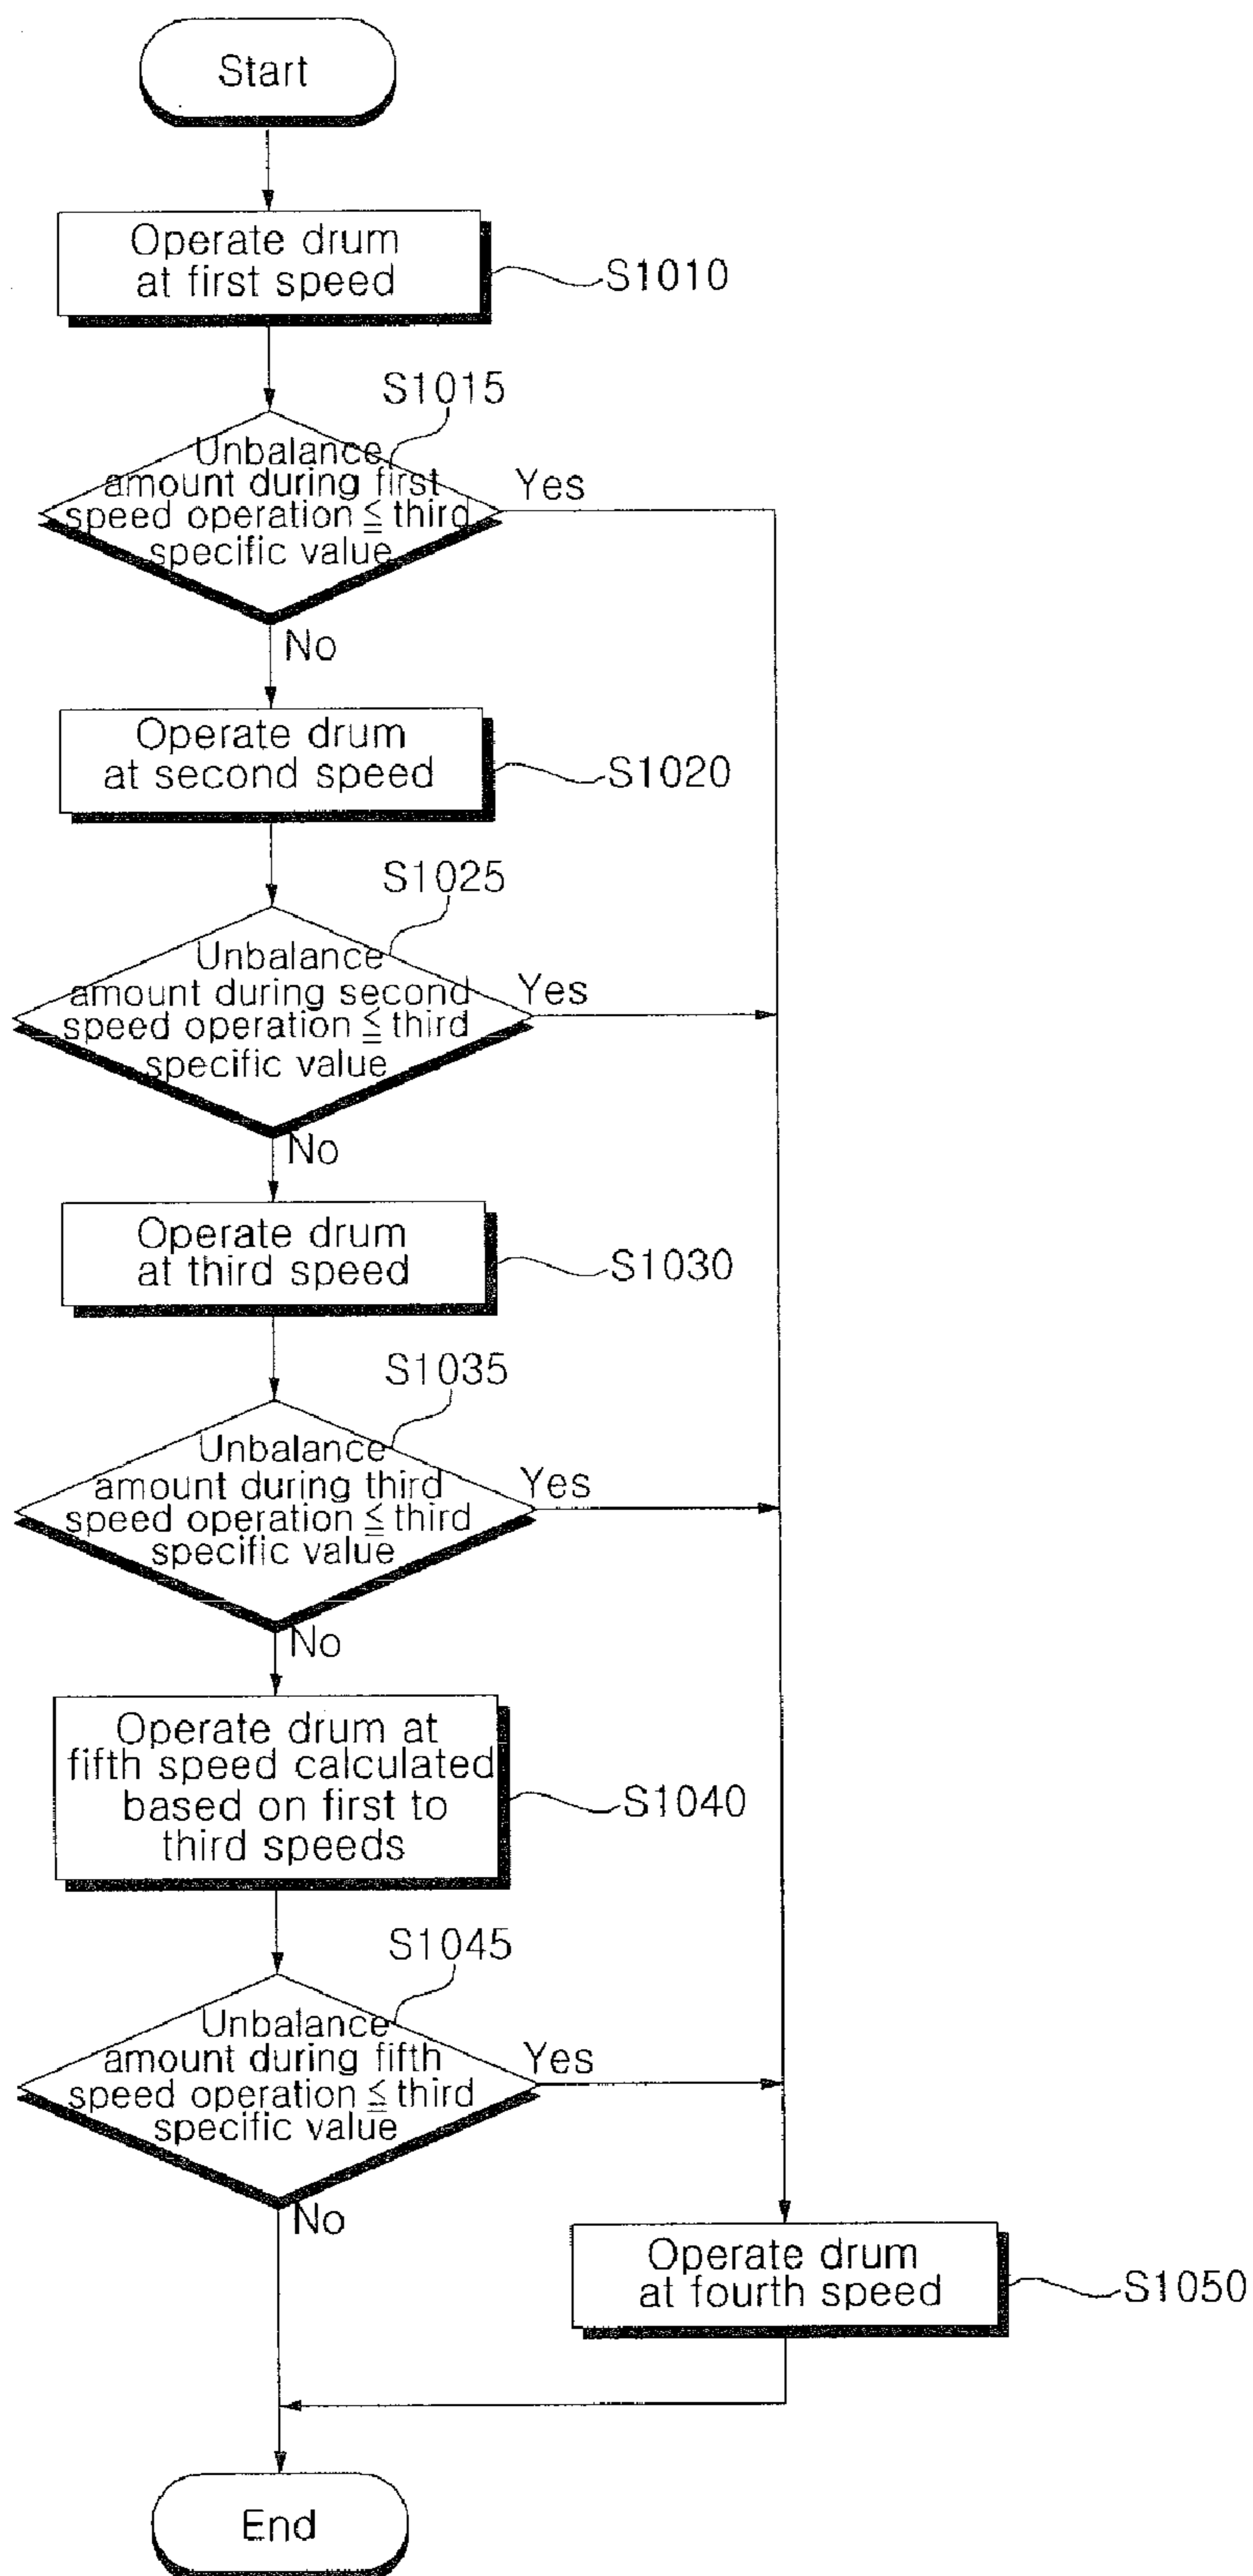 Start
Operate drum
at first speed
S1010
S1015
Unbalance
amount during first
speed operation ≦ third
specific value
Yes
No
Operate drum
at second speed
S1020
S1025
Unbalance
amount during second
speed operation ≦ third
specific value
Yes
No
Operate drum
at third speed
S1030
S1035
Unbalance
amount during third
speed operation ≦ third
specific value
Yes
No
Operate drum at
fifth speed calculated
based on first to
third speeds
S1040
S1045
Unbalance
amount during fifth
speed operation ≦ third
specific value
Yes
No
Operate drum
at fourth speed
S1050
End